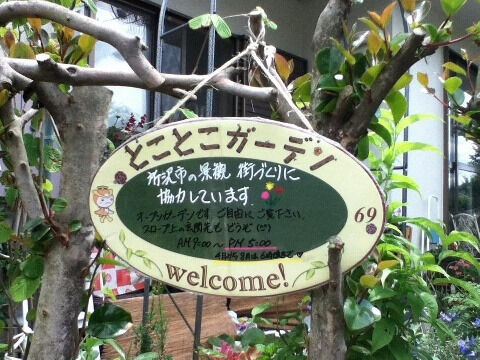 とことこガーデン
所沢市の景観 街づくりに
協力しています
オープンガーデンです ご自由にご覧下さい。
スロープ上の玄関先も どうぞ (^-^)
AM 9:00 ～ PM 5:00
69
welcome!